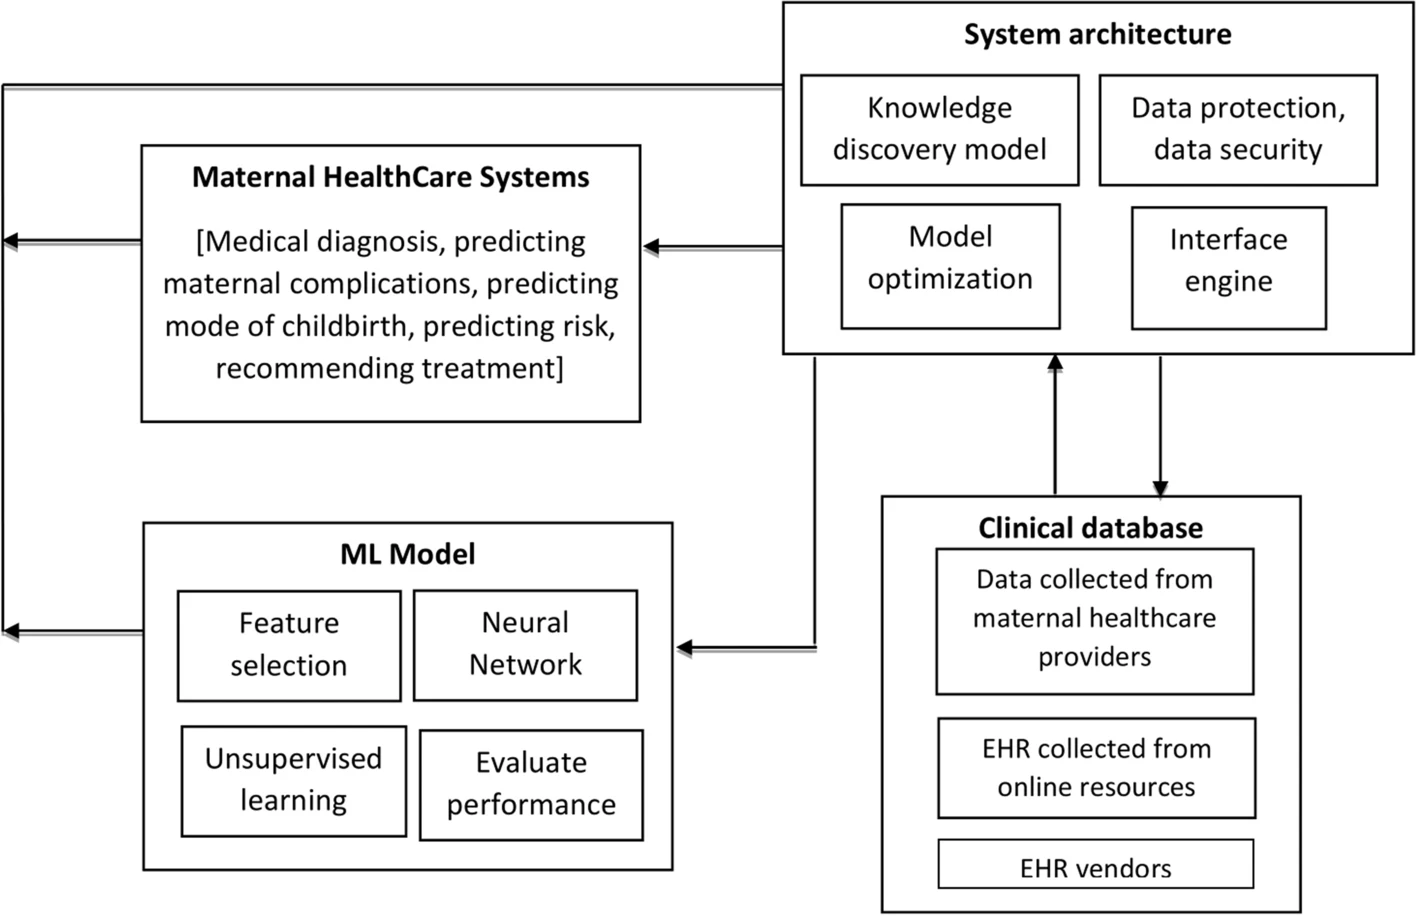 System architecture
Knowledge
discovery model
Data protection,
data security
Model
optimization
Interface
engine
Maternal HealthCare Systems
[Medical diagnosis, predicting
maternal complications, predicting
mode of childbirth, predicting risk,
recommending treatment]
ML Model
Feature
selection
Neural
Network
Unsupervised
learning
Evaluate
performance
Clinical database
Data collected from
maternal healthcare
providers
EHR collected from
online resources
EHR vendors